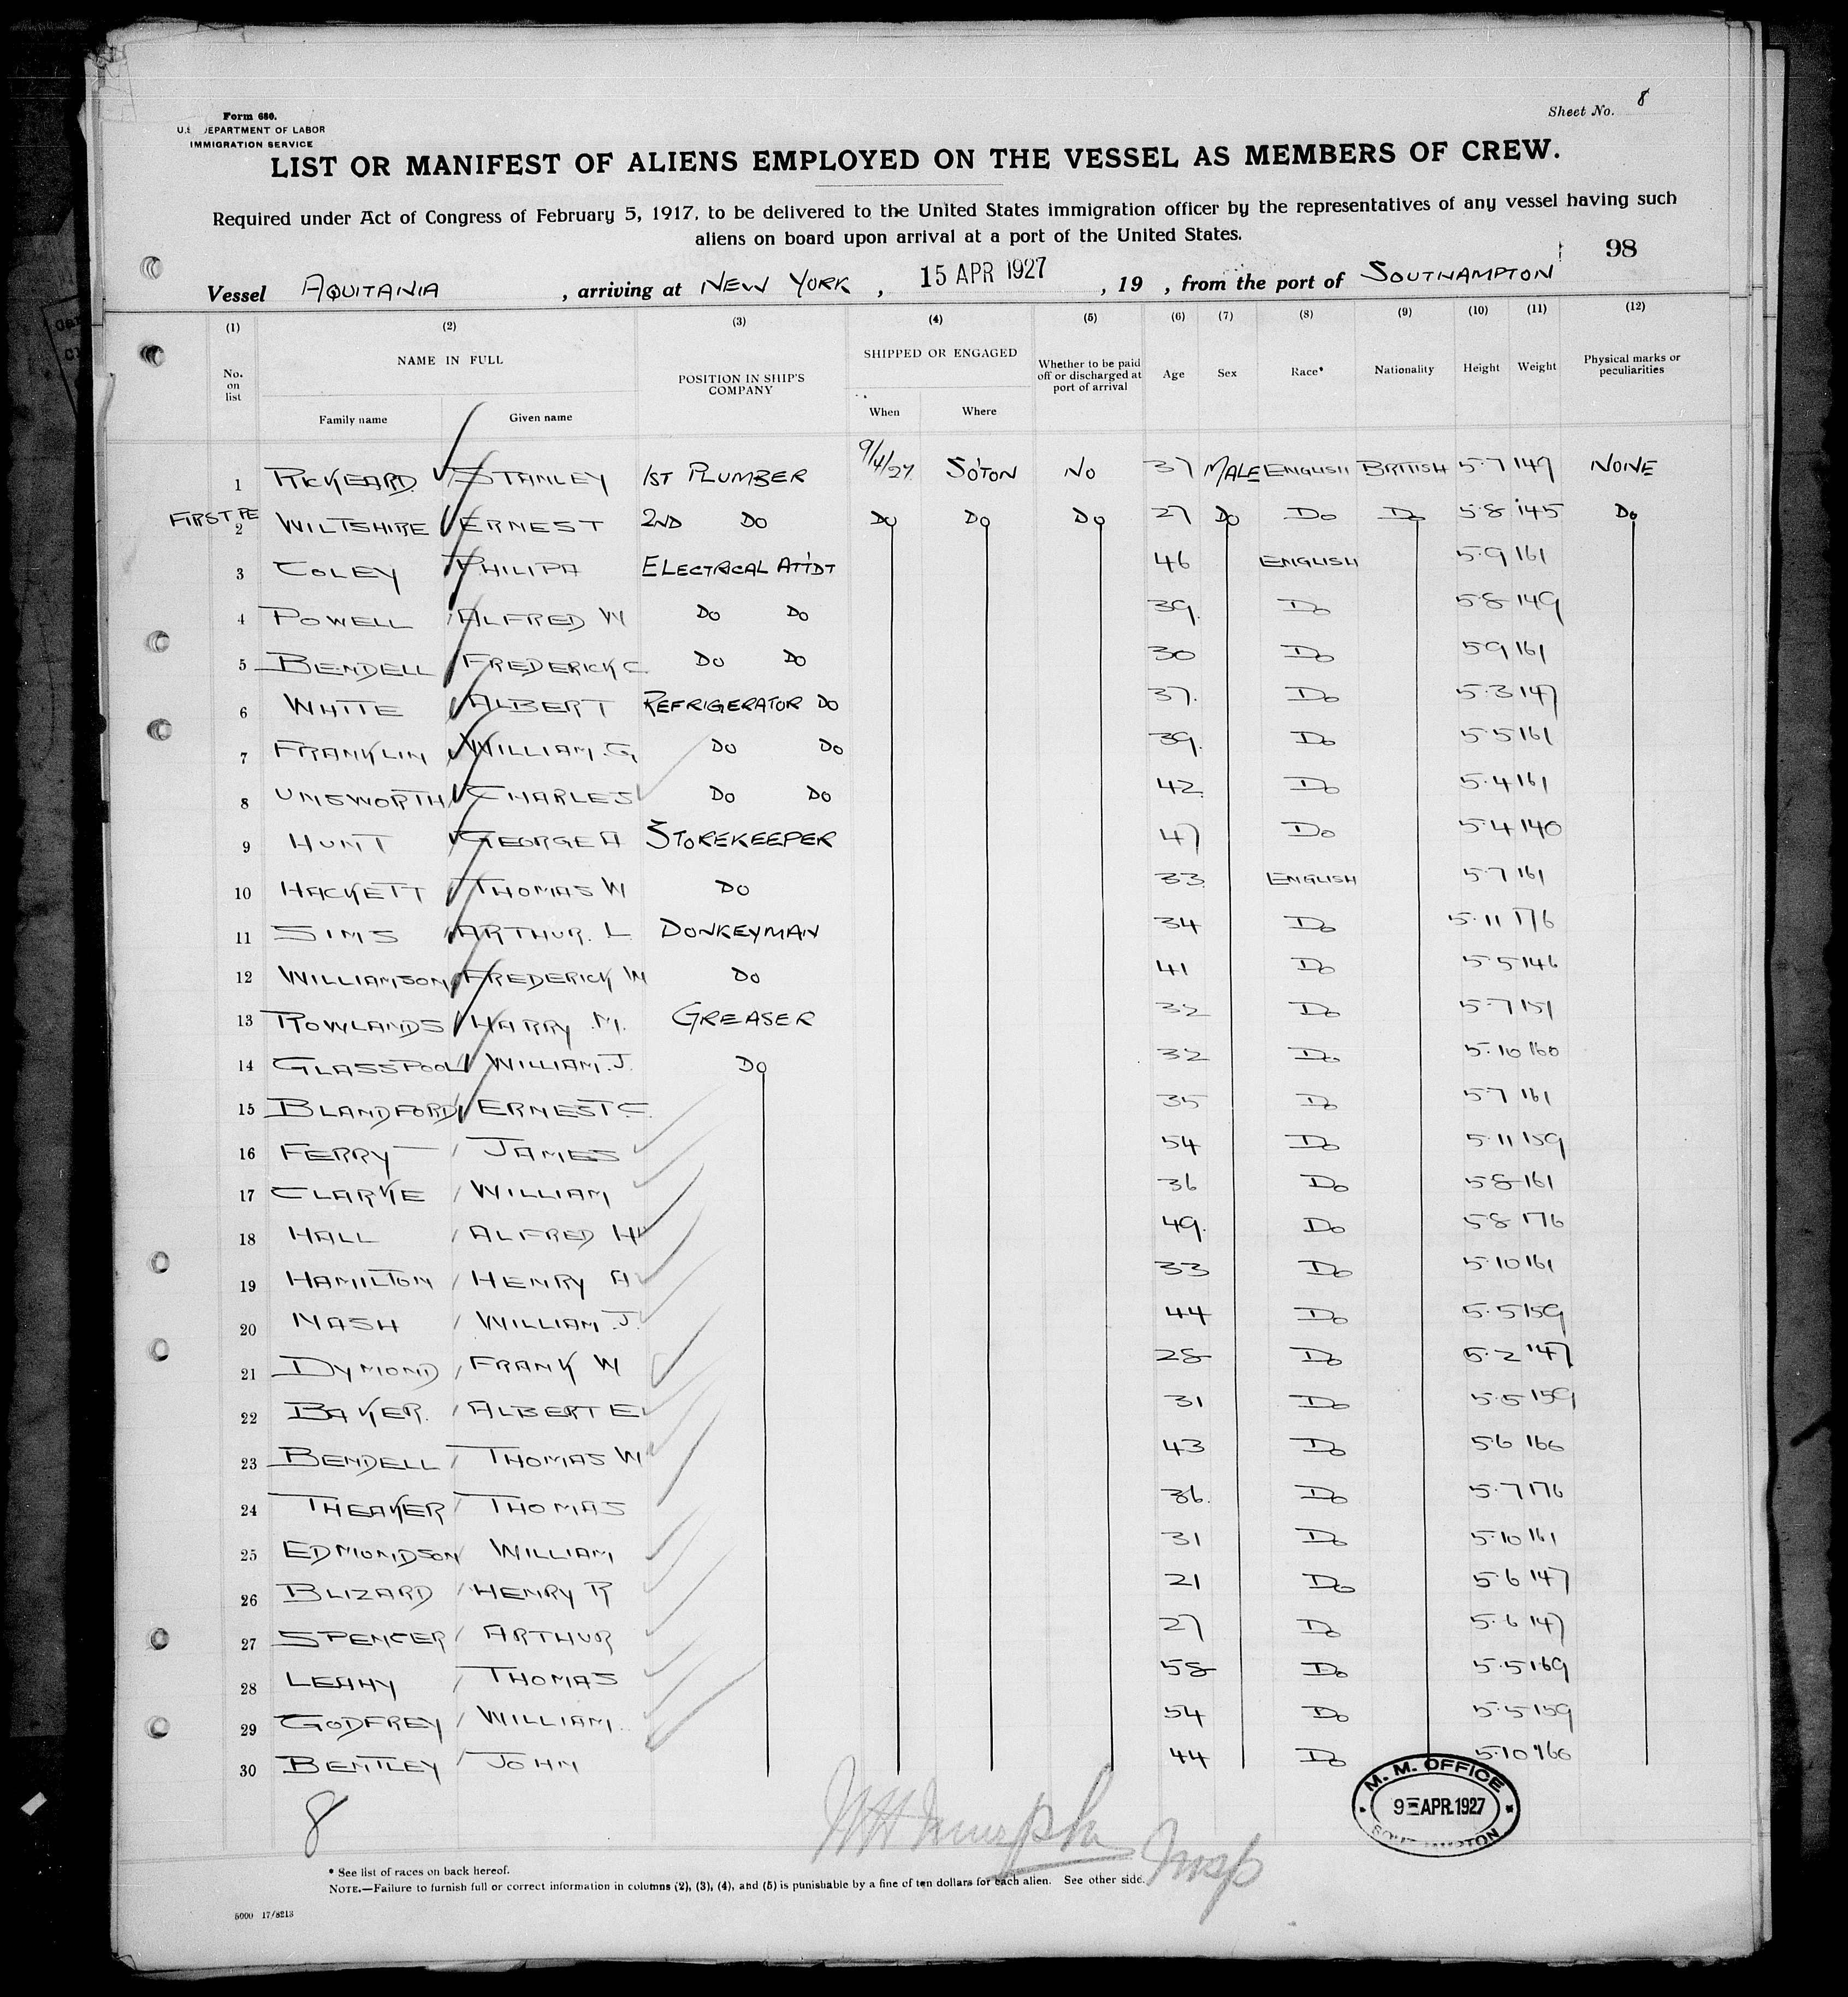 Form 680.
U.S. DEPARTMENT OF LABOR
IMMIGRATION SERVICE
Sheet No. 8
LIST OR MANIFEST OF ALIENS EMPLOYED ON THE VESSEL AS MEMBERS OF CREW.
Required under Act of Congress of February 5, 1917, to be delivered to the United States immigration officer by the representatives of any vessel having such
aliens on board upon arrival at a port of the United States.
98
Vessel AQUITANIA , arriving at NEW YORK , 15 APR 1927 , 19 , from the port of SOUTHAMPTON
(1) (2) (3) (4) (5) (6) (7) (8) (9) (10) (11) (12)
No. on list NAME IN FULL Family name Given name POSITION IN SHIP'S COMPANY SHIPPED OR ENGAGED When Where Whether to be paid off or discharged at port of arrival Age Sex Race* Nationality Height Weight Physical marks or peculiarities
1 RICKEARD STANLEY 1ST PLUMBER 9/4/27. SO'TON NO 37 MALE ENGLISH BRITISH 5·7 149 NONE
FIRST PE
2 WILTSHIRE ERNEST 2ND DO DO DO DO 27 DO DO DO 5·8 145 DO
3 COLEY PHILIP A ELECTRICAL ATT'DT 46 ENGLISH 5·9 161
4 POWELL ALFRED W DO DO 39. DO 5·8 149
5 BENDELL FREDERICK C. DO DO 30 DO 5·9 161
6 WHITE ALBERT REFRIGERATOR DO 37. DO 5·3 147
7 FRANKLIN WILLIAM.G. DO DO 39. DO 5·5 161
8 UNSWORTH CHARLES DO DO 42 DO 5·4 161
9 HUNT GEORGE A STOREKEEPER 47 DO 5·4 140
10 HACKETT THOMAS W DO 33 ENGLISH 5·7 161
11 SIMS ARTHUR. L. DONKEYMAN 34 DO 5·11 176
12 WILLIAMSON FREDERICK W DO 41 DO 5·5 146
13 ROWLANDS HARRY .M. GREASER 32 DO 5·7 151
14 GLASSPOOL WILLIAM.J. DO 32 DO 5·10 160
15 BLANDFORD ERNEST C. 35 DO 5·7 161
16 FERRY JAMES 54 DO 5·11 159
17 CLARKE WILLIAM 36 DO 5·8 161
18 HALL ALFRED H 49. DO 5·8 176
19 HAMILTON HENRY A 33 DO 5·10 161
20 NASH WILLIAM.J. 44 DO 5·5 159
21 DYMOND FRANK W 28 DO 5·2 147
22 BAKER. ALBERT E 31 DO 5·5 159
23 BENDELL THOMAS W 43 DO 5·6 166
24 THEAKER THOMAS 36. DO 5·7 176
25 EDMONDSON WILLIAM 31 DO 5·10 161
26 BLIZARD HENRY R 21 DO 5·6 147
27 SPENCER ARTHUR 27 DO 5·6 147
28 LEAHY THOMAS 58 DO 5·5 169
29 GODFREY WILLIAM. 54 DO 5·5 159
30 BENTLEY JOHN 44 DO 5·10 166
8
M. M. OFFICE
9 APR. 1927
SOUTHAMPTON
* See list of races on back hereof.
NOTE.—Failure to furnish full or correct information in columns (2), (3), (4), and (5) is punishable by a fine of ten dollars for each alien. See other side.
5000 17/8213